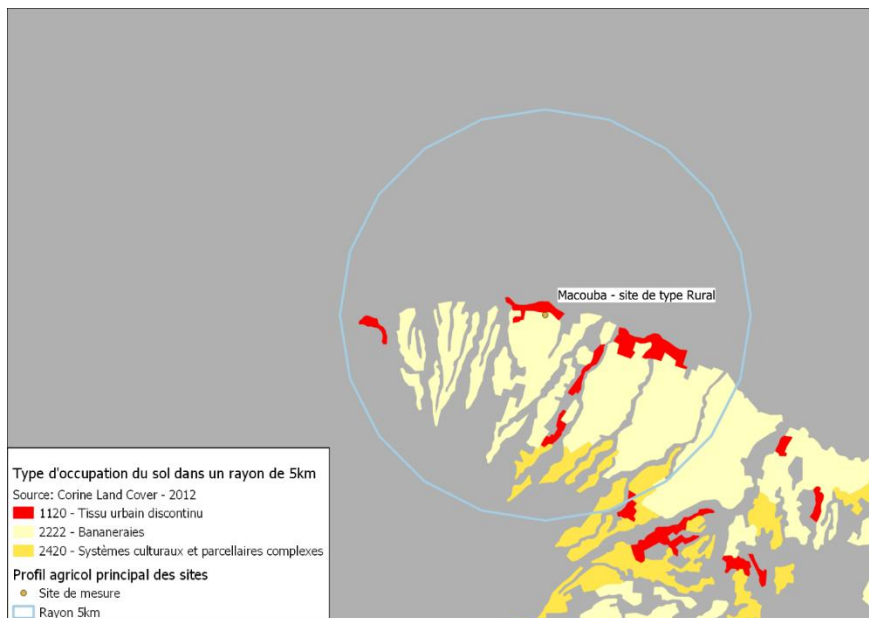 Macouba - site de type Rural
Type d'occupation du sol dans un rayon de 5km
Source: Corine Land Cover - 2012
1120 - Tissu urbain discontinu
2222 - Bananeraies
2420 - Systèmes culturaux et parcellaires complexes
Profil agricol principal des sites
Site de mesure
Rayon 5km